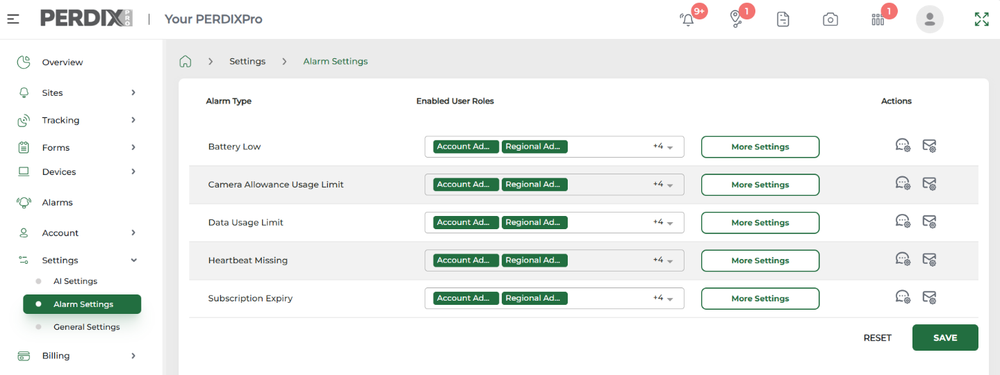 PERDIX PRO | Your PERDIXPro
9+
1
1
Overview
Sites
Tracking
Forms
Devices
Alarms
Account
Settings
AI Settings
Alarm Settings
General Settings
Billing
Settings
Alarm Settings
Alarm Type Enabled User Roles Actions
Battery Low Account Ad... Regional Ad... +4 More Settings
Camera Allowance Usage Limit Account Ad... Regional Ad... +4 More Settings
Data Usage Limit Account Ad... Regional Ad... +4 More Settings
Heartbeat Missing Account Ad... Regional Ad... +4 More Settings
Subscription Expiry Account Ad... Regional Ad... +4 More Settings
RESET SAVE